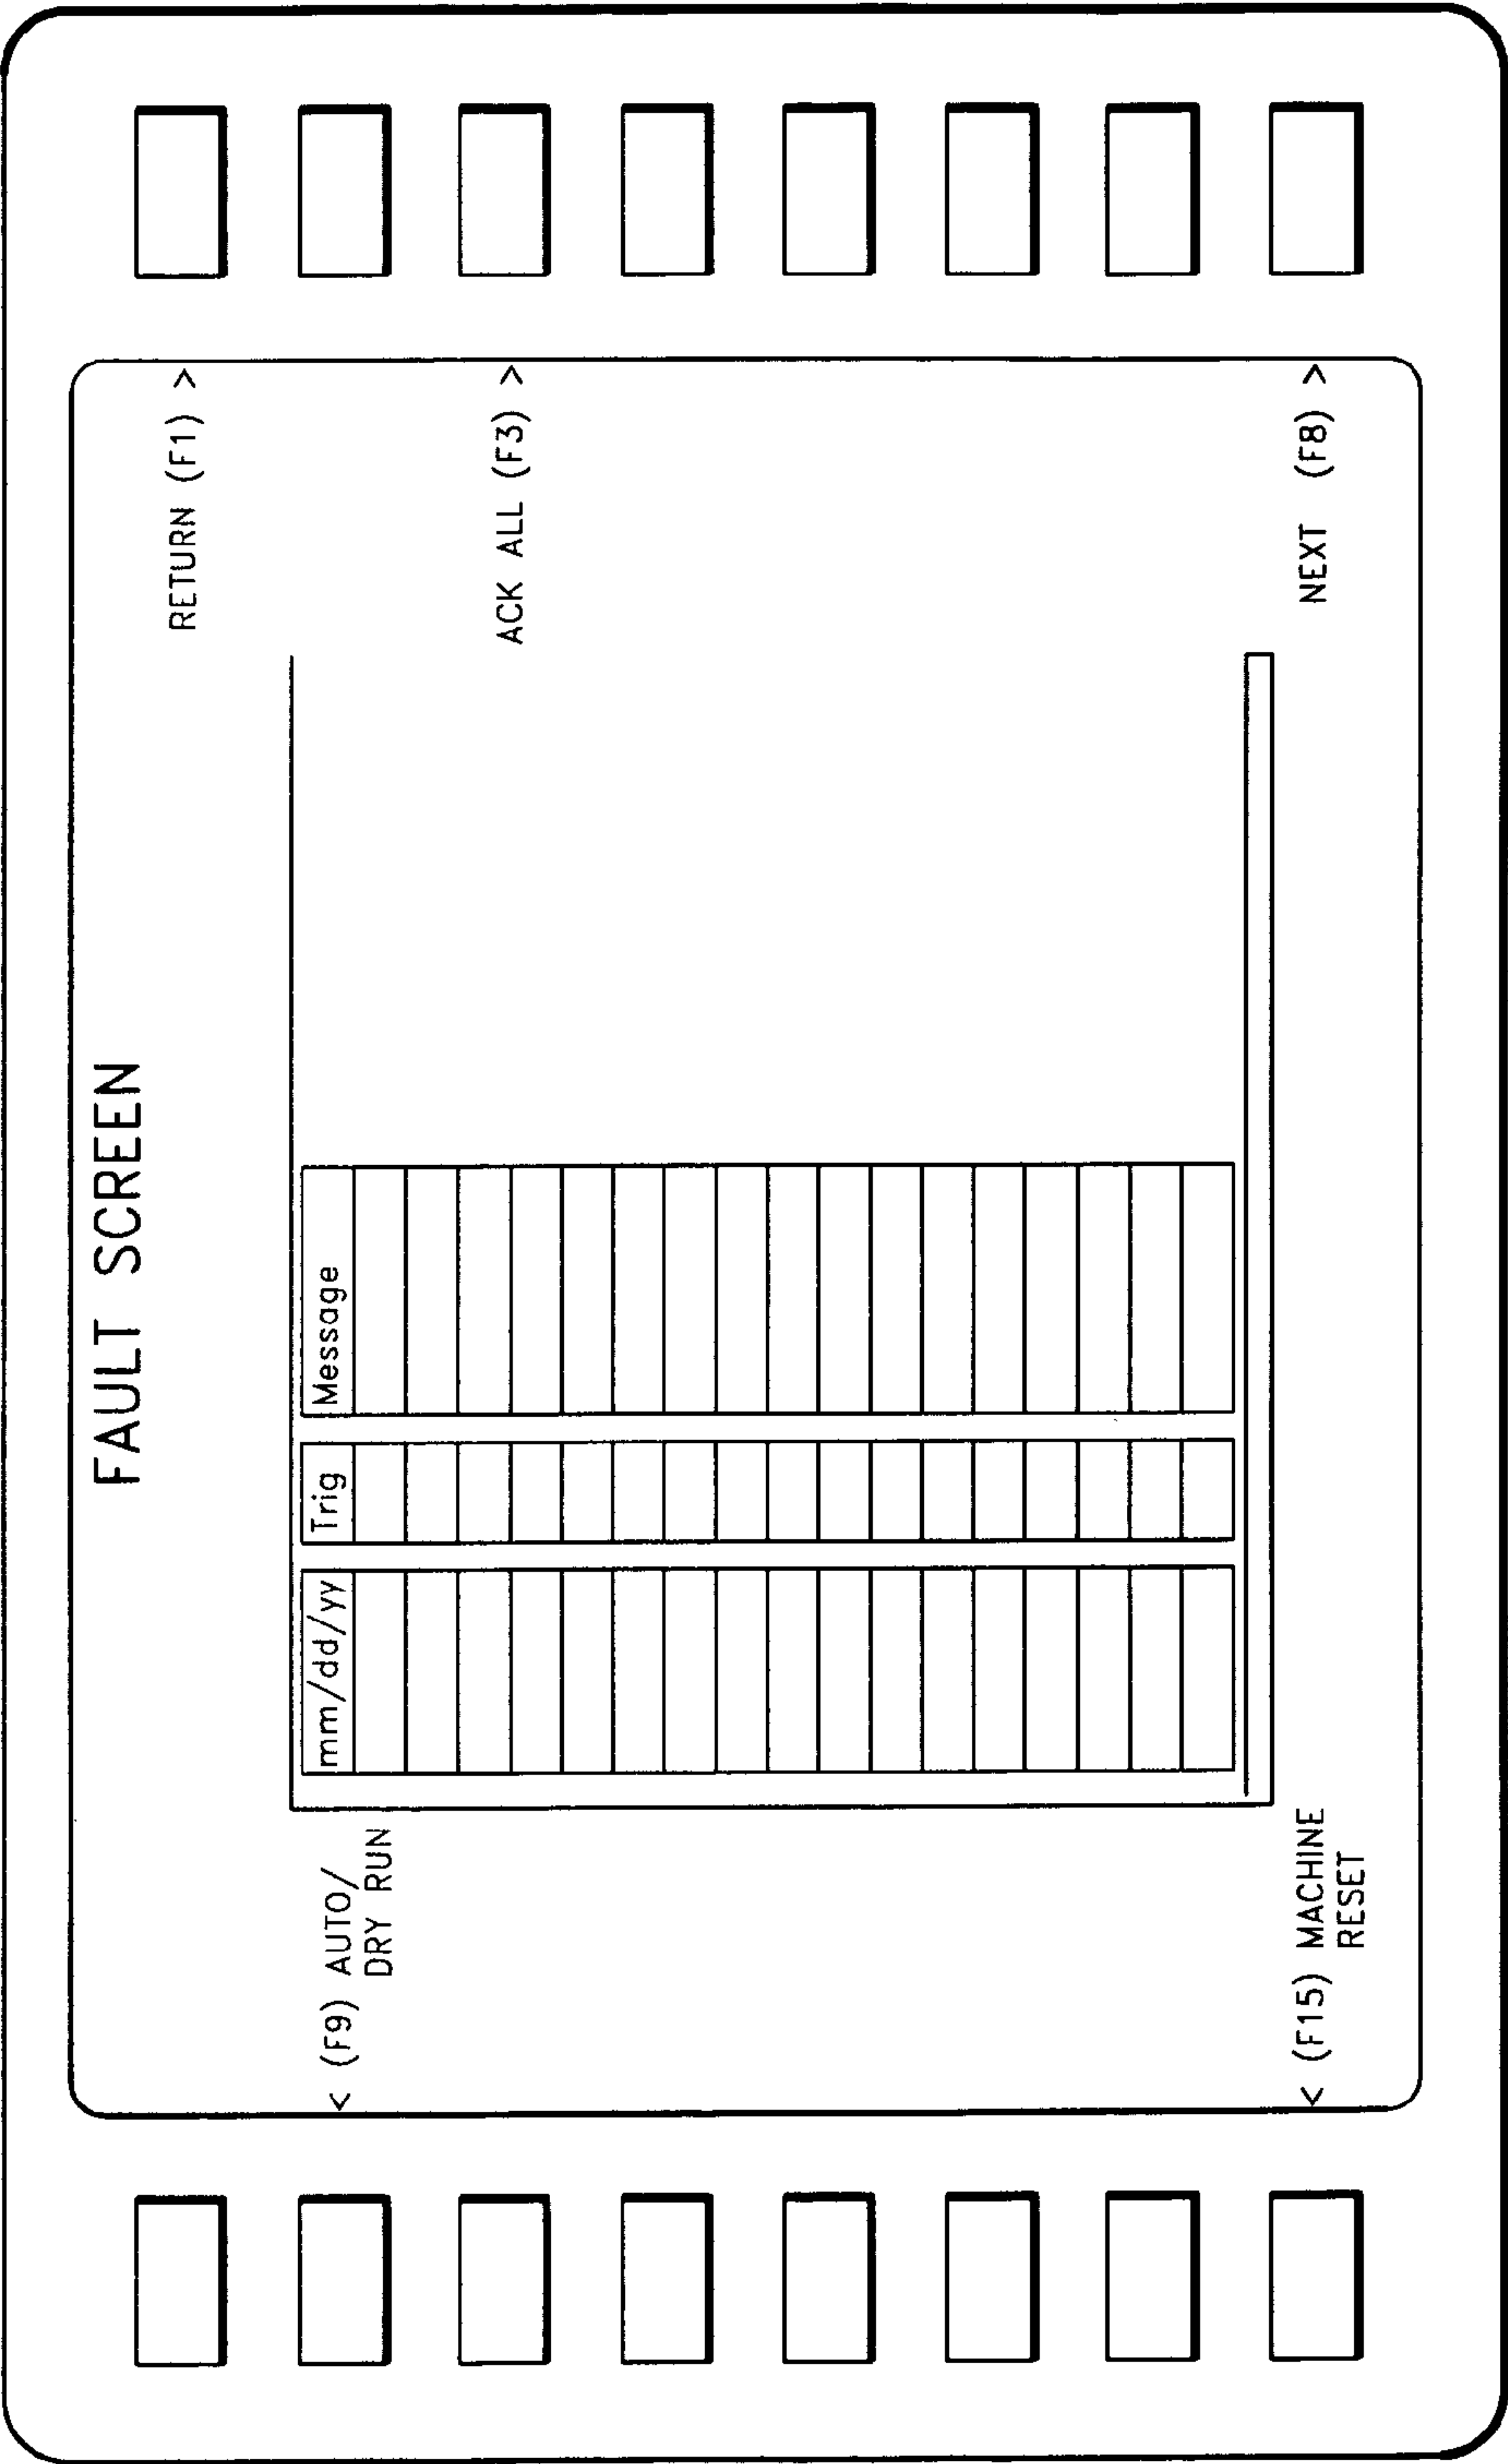 FAULT SCREEN
RETURN (F1) >
< (F9) AUTO/
DRY RUN
mm/dd/yy Trig Message
ACK ALL (F3) >
< (F15) MACHINE
RESET
NEXT (F8) >